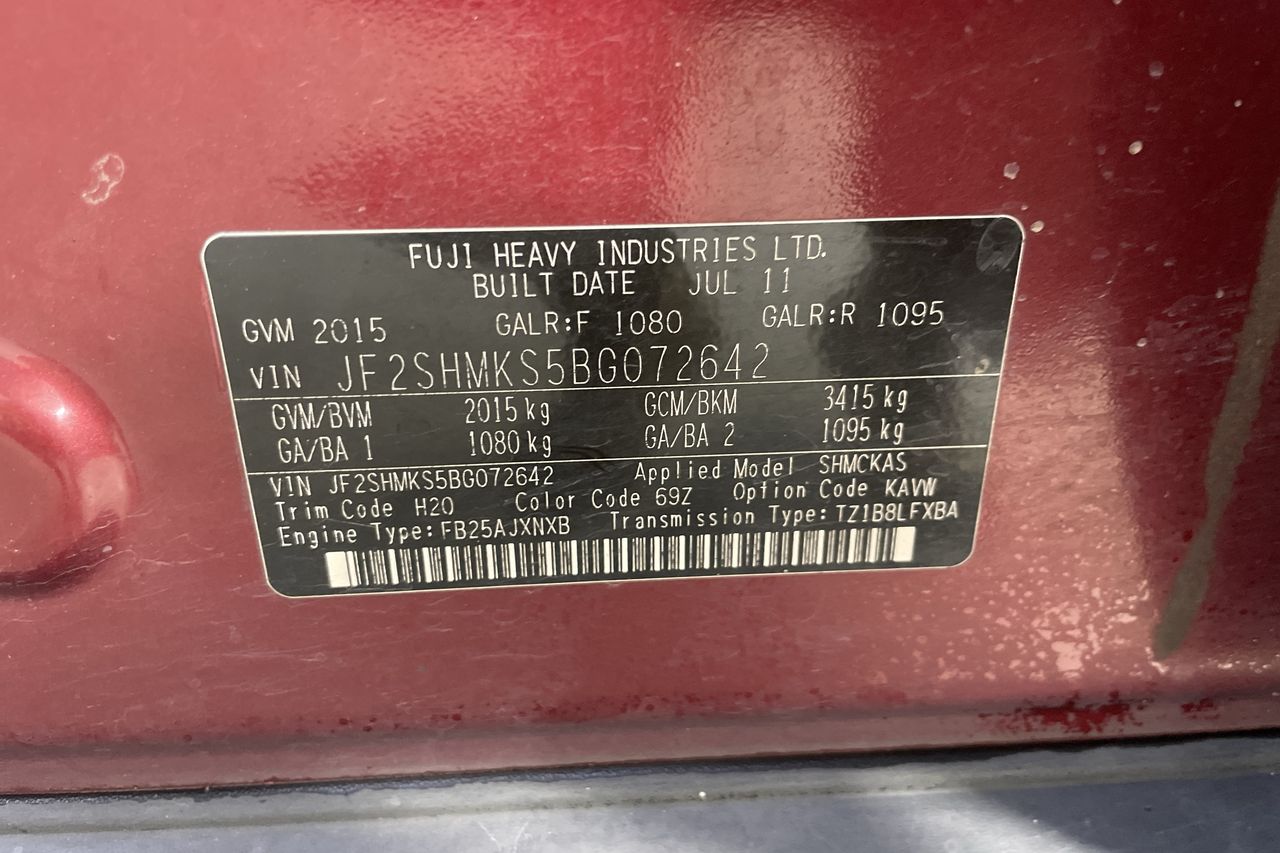 FUJI HEAVY INDUSTRIES LTD.
BUILT DATE JUL 11
GVM 2015 GALR:F 1080 GALR:R 1095
VIN JF2SHMKS5BG072642
GVM/BVM 2015 kg GCM/BKM 3415 kg
GA/BA 1 1080 kg GA/BA 2 1095 kg
VIN JF2SHMKS5BG072642 Applied Model SHMCKAS
Trim Code H20 Color Code 69Z Option Code KAVW
Engine Type:FB25AJXNXB Transmission Type:TZ1B8LFXBA